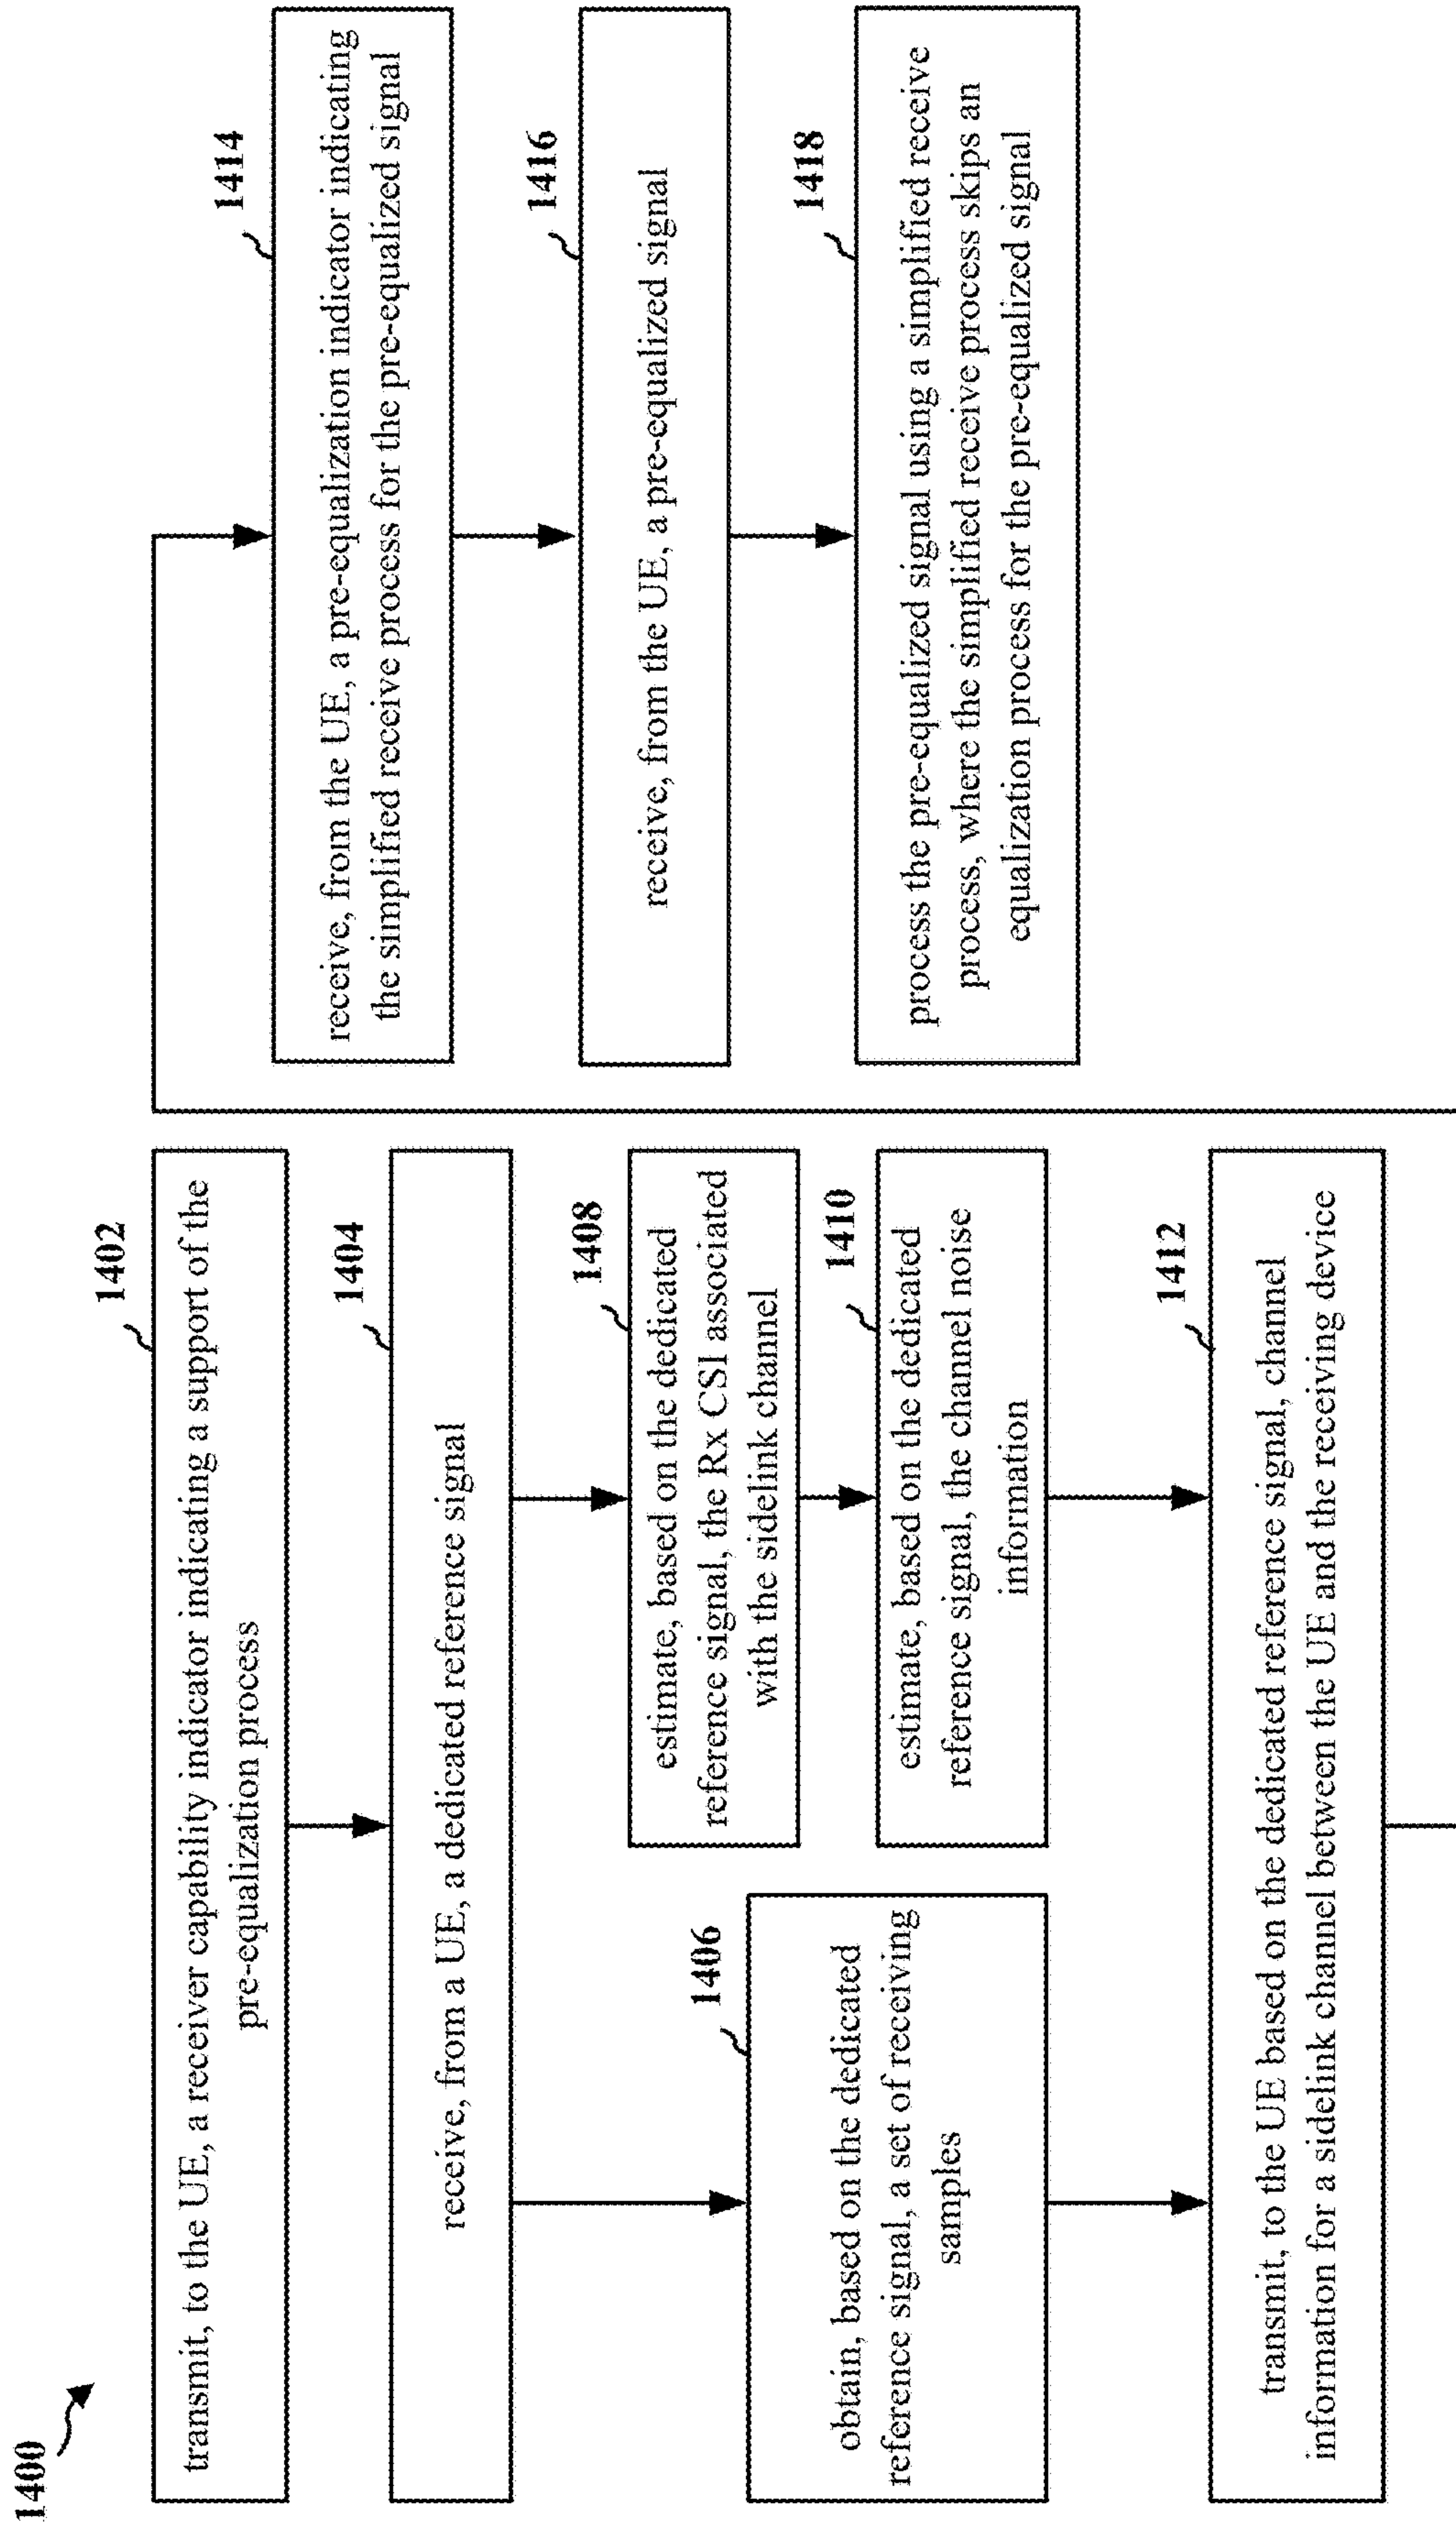 1400
1402
transmit, to the UE, a receiver capability indicator indicating a support of the
pre-equalization process
1404
receive, from a UE, a dedicated reference signal
1406
obtain, based on the dedicated
reference signal, a set of receiving
samples
1408
estimate, based on the dedicated
reference signal, the Rx CSI associated
with the sidelink channel
1410
estimate, based on the dedicated
reference signal, the channel noise
information
1412
transmit, to the UE based on the dedicated reference signal, channel
information for a sidelink channel between the UE and the receiving device
1414
receive, from the UE, a pre-equalization indicator indicating
the simplified receive process for the pre-equalized signal
1416
receive, from the UE, a pre-equalized signal
1418
process the pre-equalized signal using a simplified receive
process, where the simplified receive process skips an
equalization process for the pre-equalized signal